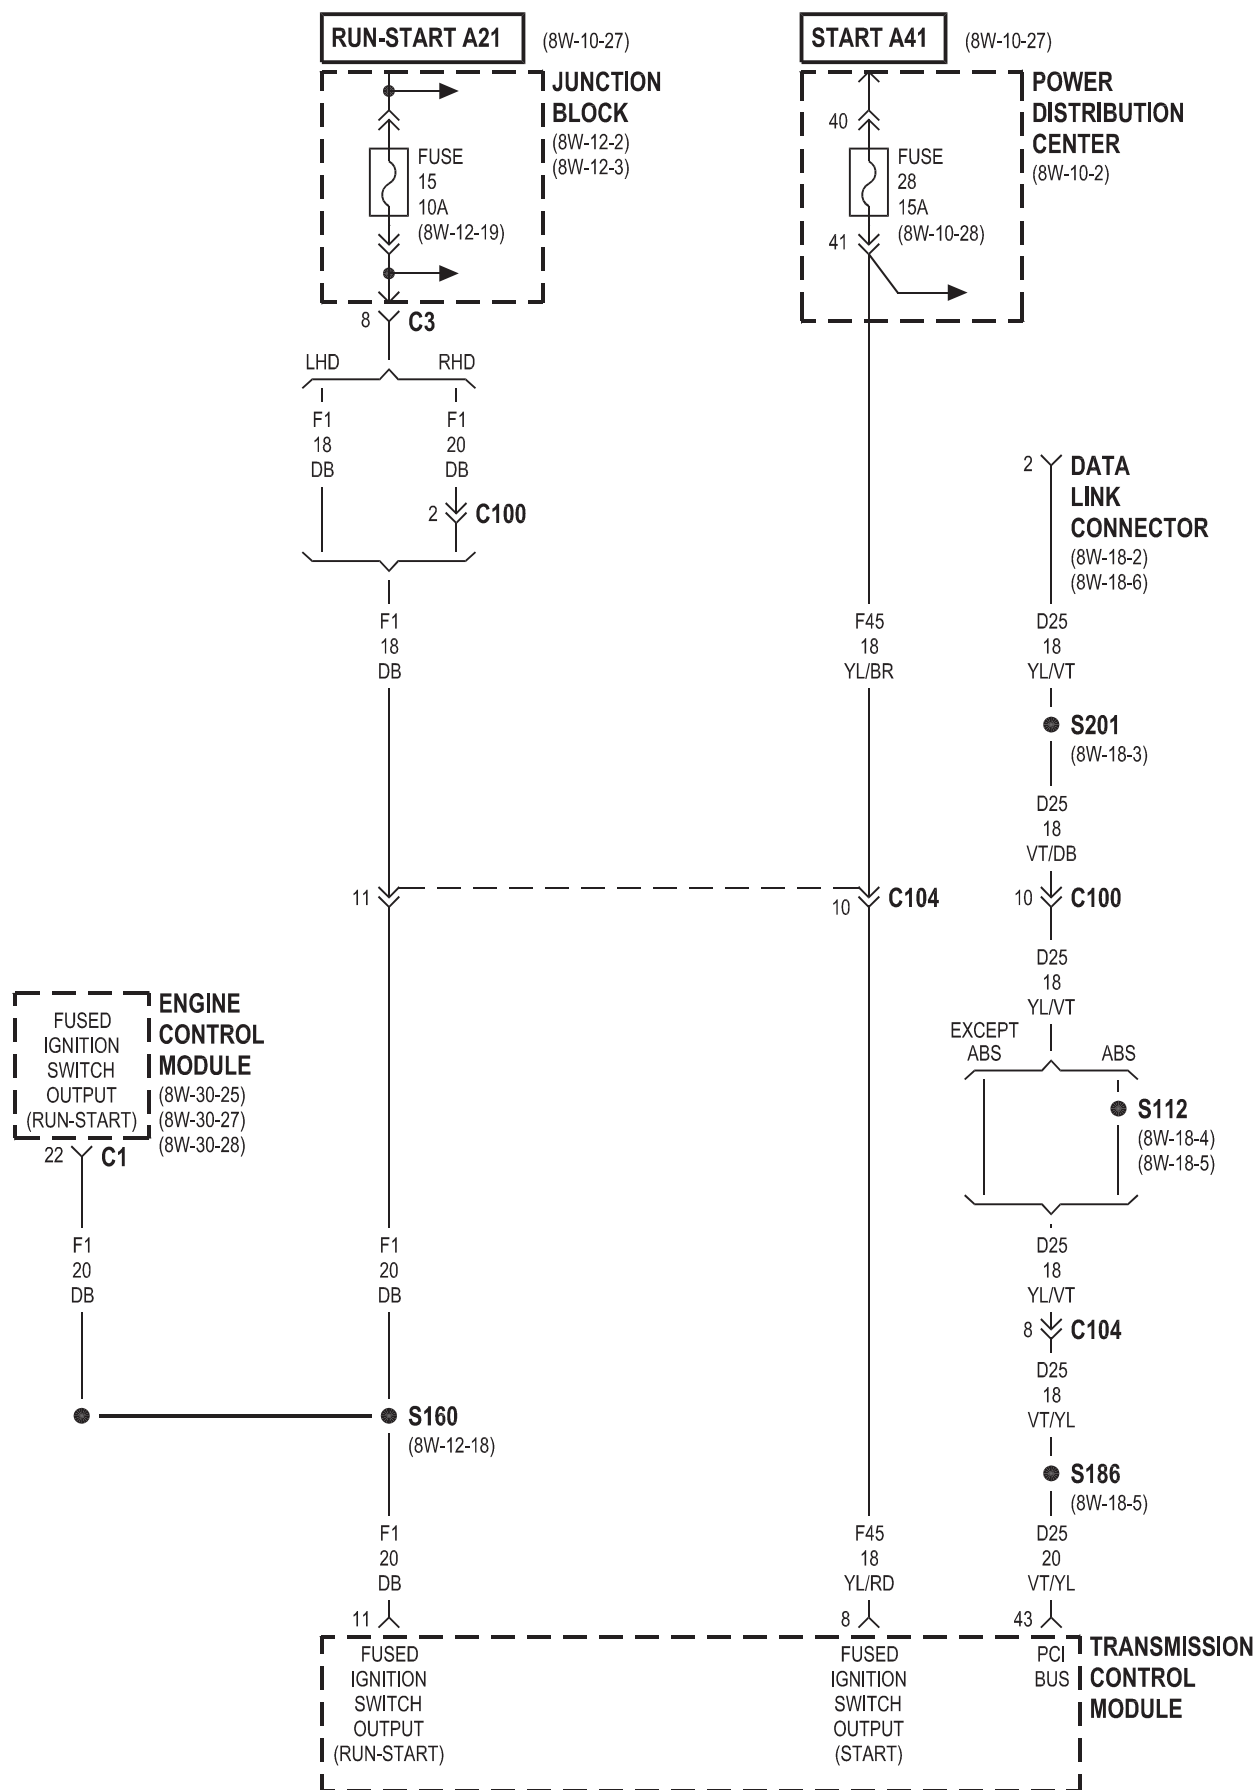 RUN-START A21
(8W-10-27)
START A41
(8W-10-27)
JUNCTION
BLOCK
(8W-12-2)
(8W-12-3)
FUSE
15
10A
(8W-12-19)
8
C3
40
FUSE
28
15A
(8W-10-28)
41
POWER
DISTRIBUTION
CENTER
(8W-10-2)
LHD
RHD
F1
18
DB
F1
20
DB
2
C100
F1
18
DB
F45
18
YL/BR
2
DATA
LINK
CONNECTOR
(8W-18-2)
(8W-18-6)
D25
18
YL/VT
S201
(8W-18-3)
D25
18
VT/DB
11
10
C104
10
C100
D25
18
YL/VT
EXCEPT
ABS
ABS
S112
(8W-18-4)
(8W-18-5)
FUSED
IGNITION
SWITCH
OUTPUT
(RUN-START)
ENGINE
CONTROL
MODULE
(8W-30-25)
(8W-30-27)
(8W-30-28)
22
C1
F1
20
DB
F1
20
DB
D25
18
YL/VT
8
C104
D25
18
VT/YL
S160
(8W-12-18)
S186
(8W-18-5)
F1
20
DB
F45
18
YL/RD
D25
20
VT/YL
11
8
43
FUSED
IGNITION
SWITCH
OUTPUT
(RUN-START)
FUSED
IGNITION
SWITCH
OUTPUT
(START)
PCI
BUS
TRANSMISSION
CONTROL
MODULE